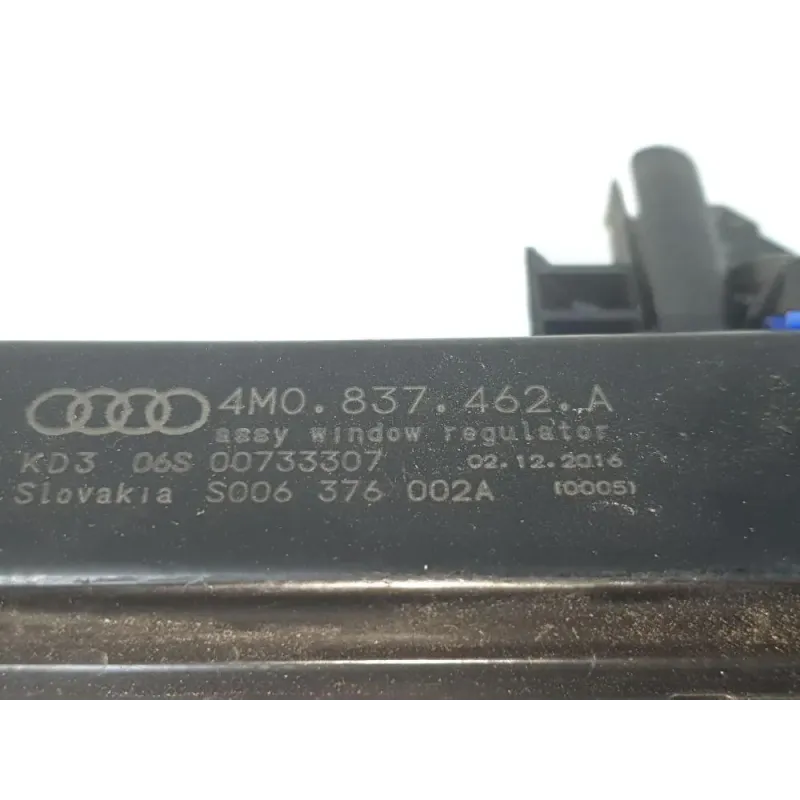 4M0.837.462.A
assy window regulator
KD3 06S 00733307 02.12.2016
Slovakia S006 376 002A [0005]